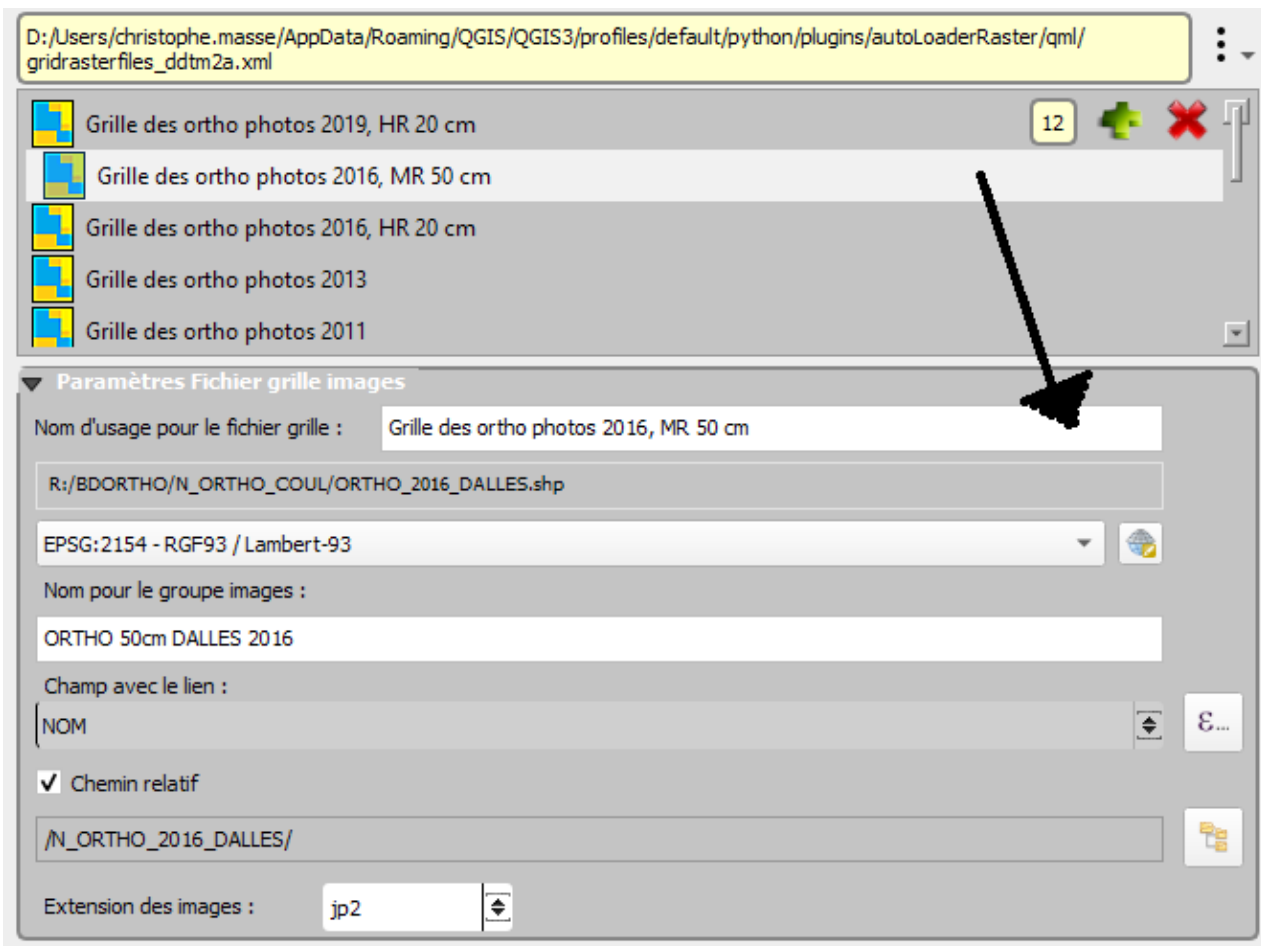 D:/Users/christophe.masse/AppData/Roaming/QGIS/QGIS3/profiles/default/python/plugins/autoLoaderRaster/qml/
gridrasterfiles_ddtm2a.xml
Grille des ortho photos 2019, HR 20 cm
12
Grille des ortho photos 2016, MR 50 cm
Grille des ortho photos 2016, HR 20 cm
Grille des ortho photos 2013
Grille des ortho photos 2011
Paramètres Fichier grille images
Nom d'usage pour le fichier grille : Grille des ortho photos 2016, MR 50 cm
R:/BDORTHO/N_ORTHO_COUL/ORTHO_2016_DALLES.shp
EPSG:2154 - RGF93 / Lambert-93
Nom pour le groupe images :
ORTHO 50cm DALLES 2016
Champ avec le lien :
NOM
ε...
Chemin relatif
/N_ORTHO_2016_DALLES/
Extension des images : jp2